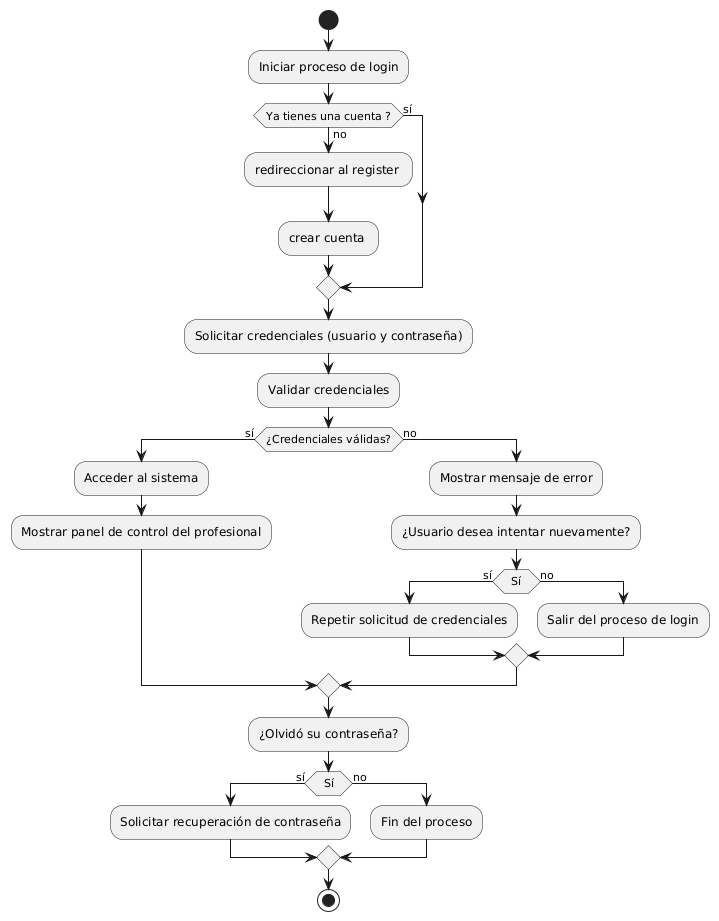 Iniciar proceso de login
Ya tienes una cuenta ?
sí
no
redireccionar al register
crear cuenta
Solicitar credenciales (usuario y contraseña)
Validar credenciales
sí
¿Credenciales válidas?
no
Acceder al sistema
Mostrar panel de control del profesional
Mostrar mensaje de error
¿Usuario desea intentar nuevamente?
sí
Sí
no
Repetir solicitud de credenciales
Salir del proceso de login
¿Olvidó su contraseña?
sí
Sí
no
Solicitar recuperación de contraseña
Fin del proceso